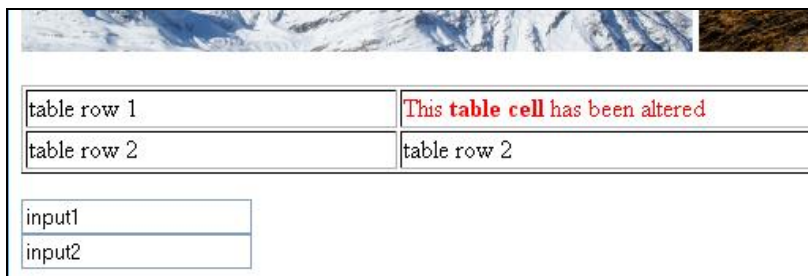 table row 1 This table cell has been altered
table row 2 table row 2
input1
input2